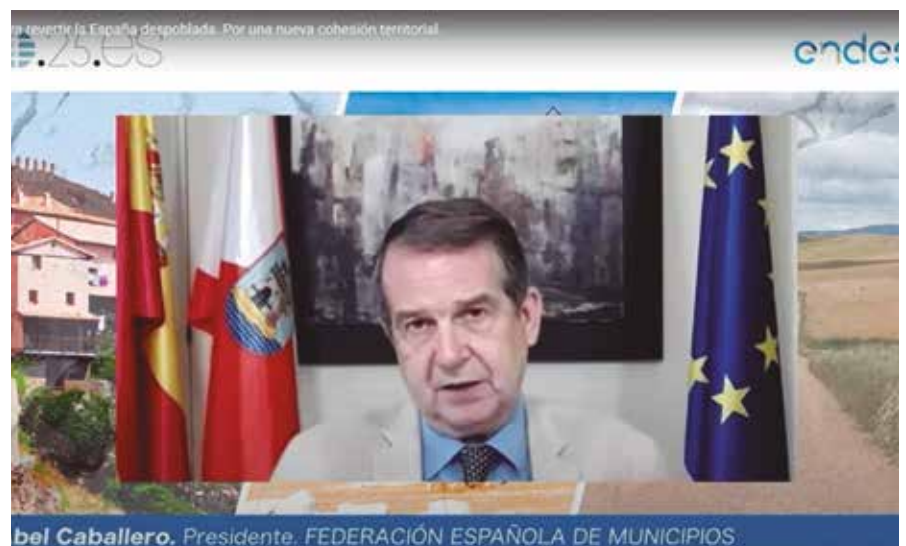 ra revertir la España despoblada. Por una nueva cohesión territorial
.25.es
endes
bel Caballero. Presidente. FEDERACIÓN ESPAÑOLA DE MUNICIPIOS